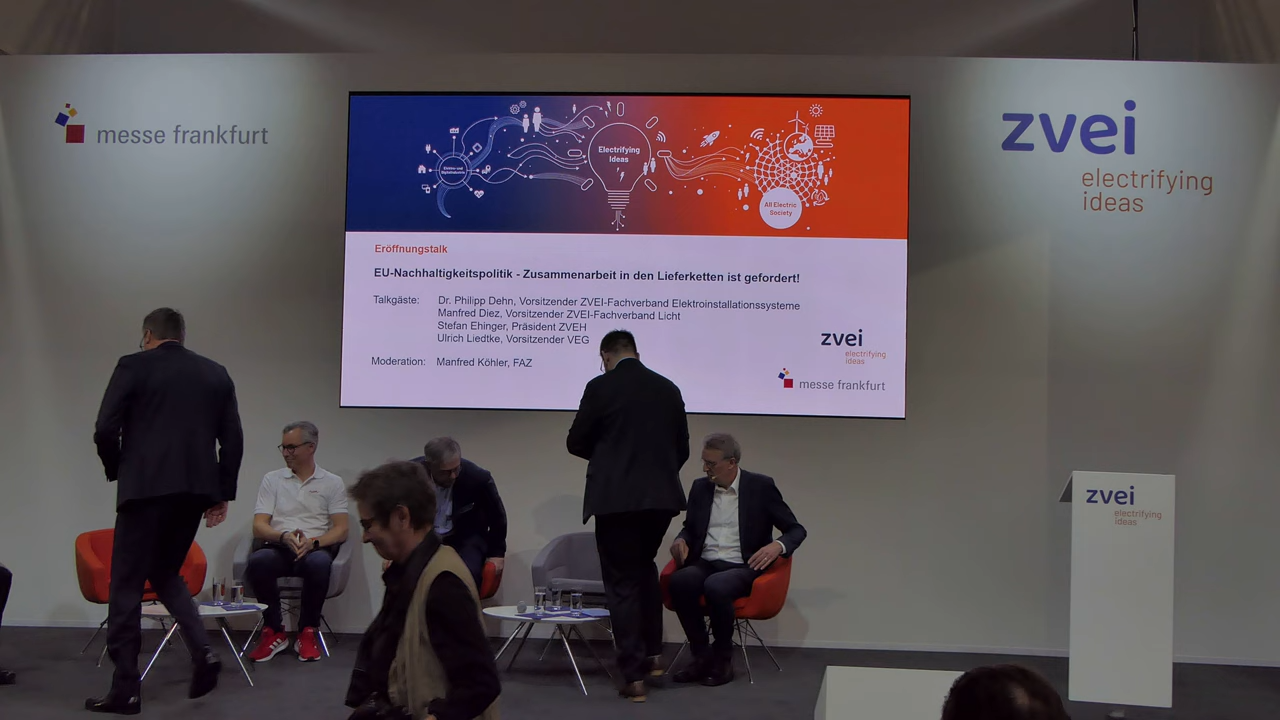 messe frankfurt
zvei
electrifying
ideas
Electrifying
Ideas
All Electric
Society
Eröffnungstalk
EU-Nachhaltigkeitspolitik - Zusammenarbeit in den Lieferketten ist gefordert!
Talkgäste: Dr. Philipp Dehn, Vorsitzender ZVEI-Fachverband Elektroinstallationssysteme
Manfred Diez, Vorsitzender ZVEI-Fachverband Licht
Stefan Ehinger, Präsident ZVEH
Ulrich Liedtke, Vorsitzender VEG
Moderation: Manfred Köhler, FAZ
zvei
electrifying
ideas
messe frankfurt
zvei
electrifying
ideas